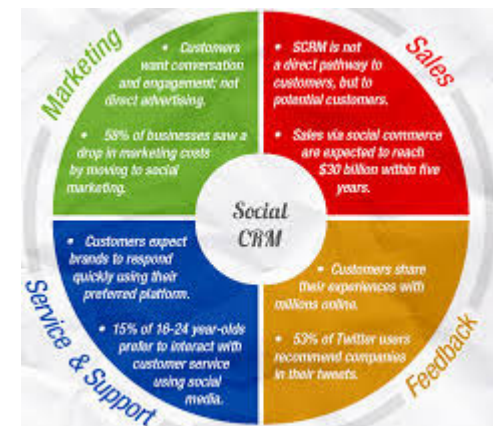 Marketing
• Customers
want conversation
and engagement; not
direct advertising.
• 58% of businesses saw a
drop in marketing costs
by moving to social
marketing.
Sales
• SCRM is not
a direct pathway to
customers, but to
potential customers.
• Sales via social commerce
are expected to reach
$30 billion within five
years.
Social
CRM
Service & Support
• Customers expect
brands to respond
quickly using their
preferred platform.
• 15% of 16-24 year-olds
prefer to interact with
customer service
using social
media.
Feedback
• Customers share
their experiences with
millions online.
• 53% of Twitter users
recommend companies
in their tweets.